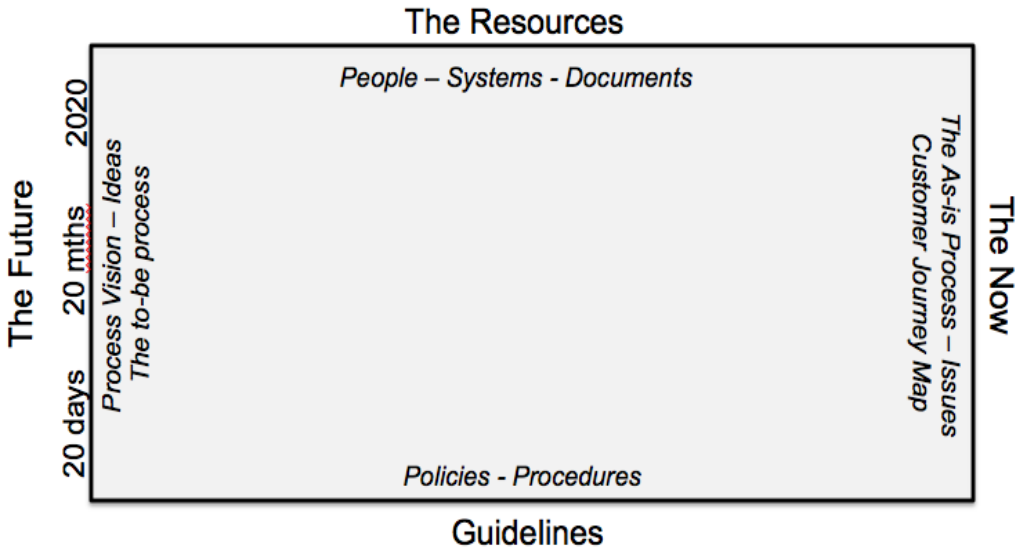 The Resources
People – Systems - Documents
The Future
2020
20 mths
20 days
Process Vision – Ideas
The to-be process
The As-is Process – Issues
Customer Journey Map
The Now
Policies - Procedures
Guidelines